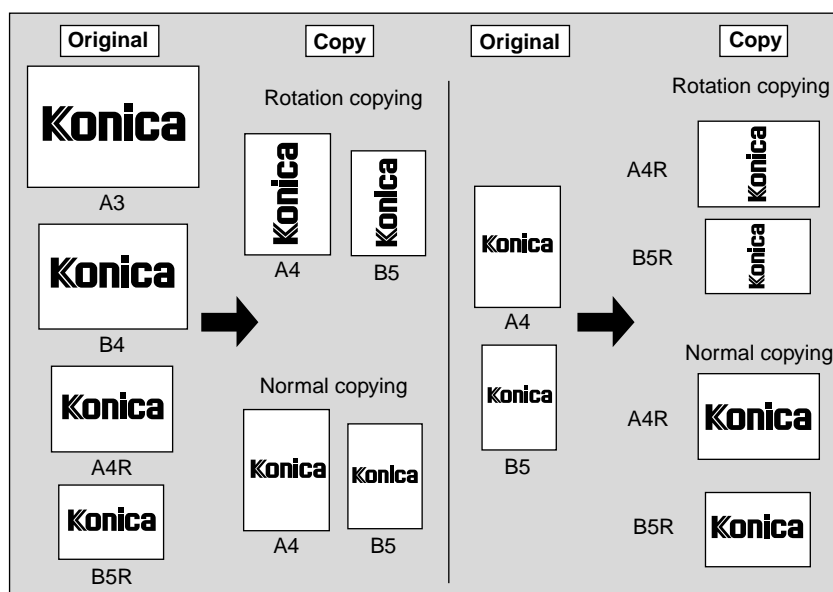 Original
Copy
Konica
A3
Konica
B4
Konica
A4R
Konica
B5R
Rotation copying
Konica
A4
Konica
B5
Normal copying
Konica
A4
Konica
B5
Original
Copy
Konica
A4
Konica
B5
Rotation copying
A4R
Konica
B5R
Konica
Normal copying
A4R
Konica
B5R
Konica